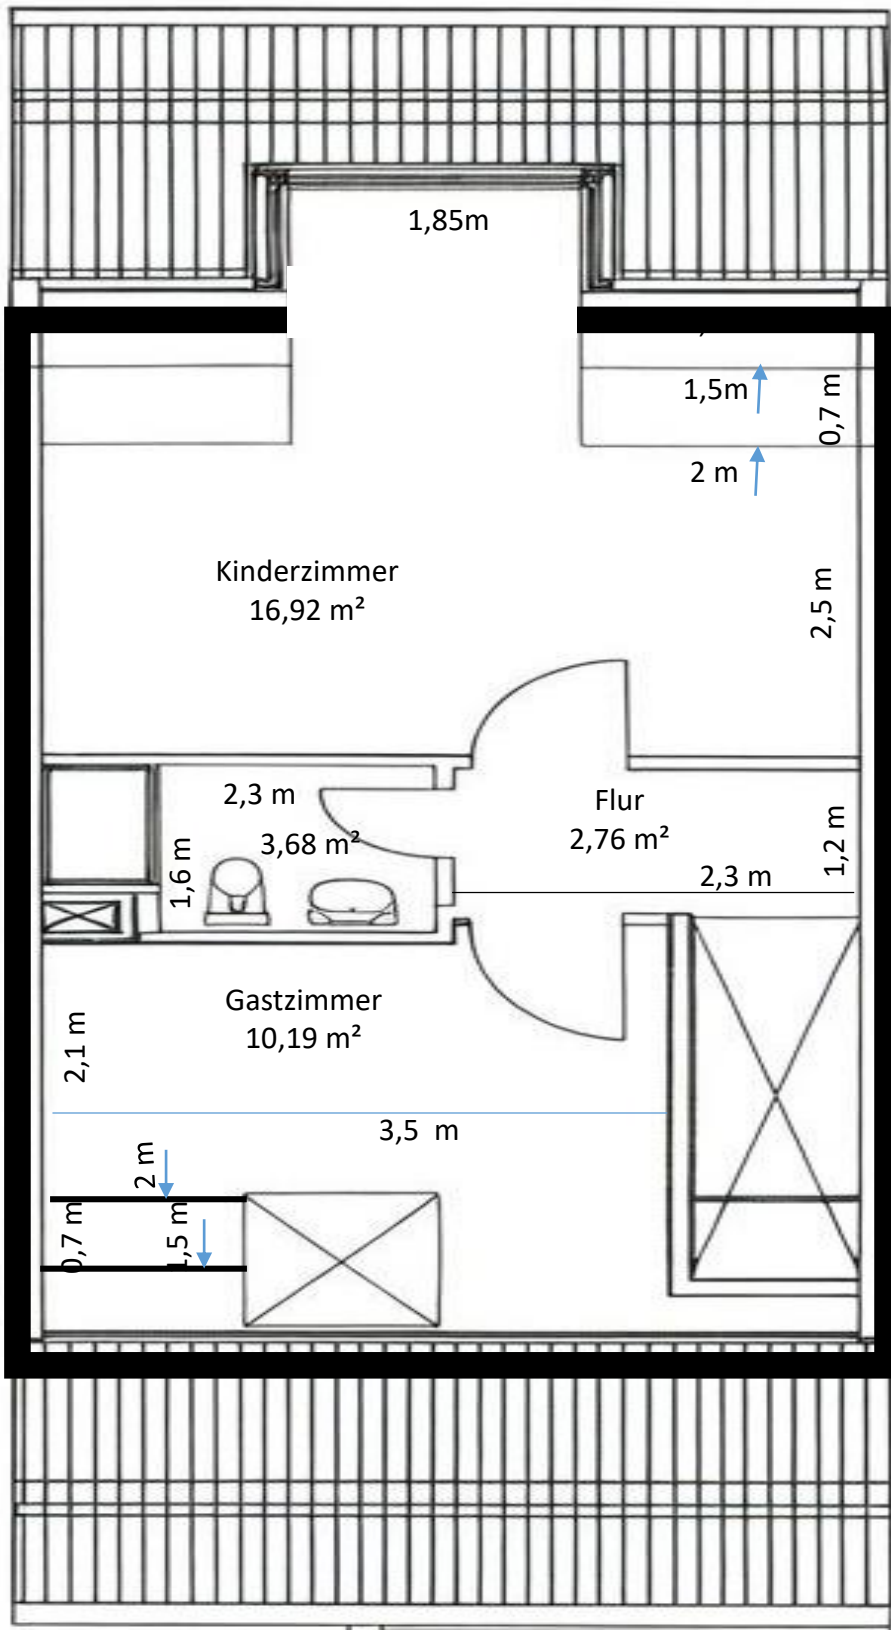 1,85m
1,5m
0,7 m
2 m
Kinderzimmer
16,92 m²
2,5 m
2,3 m
Flur
3,68 m²
2,76 m²
1,6 m
1,2 m
2,3 m
Gastzimmer
10,19 m²
2,1 m
3,5 m
2 m
0,7 m
1,5 m